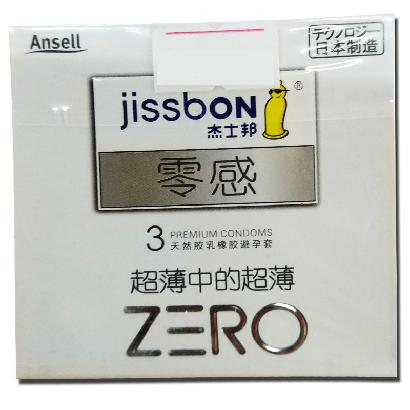 Ansell
テクノロジー
日本制造
jissbon®
杰士邦
零感
3 PREMIUM CONDOMS
天然胶乳橡胶避孕套
超薄中的超薄
ZERO